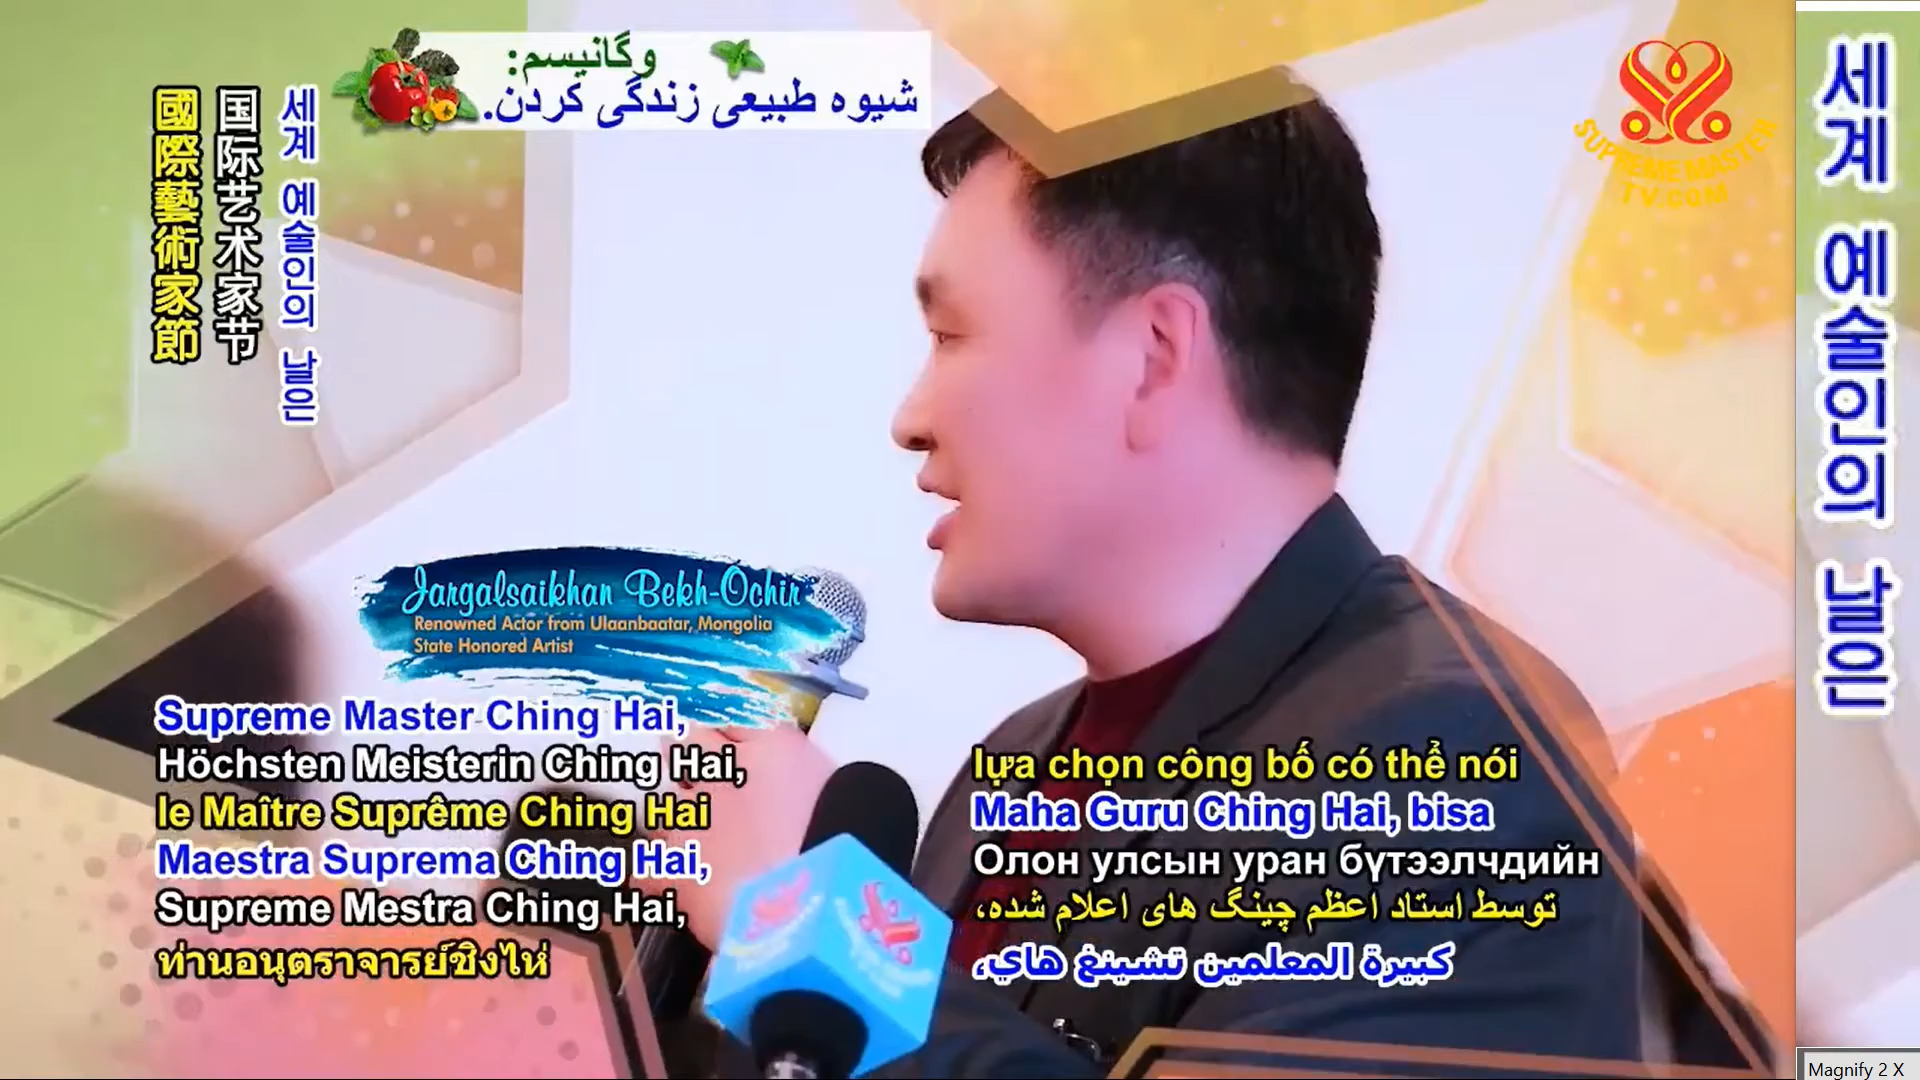 وگانیسم:
شیوه طبیعی زندگی کردن.
SUPREME MASTER
TV.COM
세계 예술인의 날은
国际艺术家节
國際藝術家節
Jargalsaikhan Bekh-Ochir
Renowned Actor from Ulaanbaatar, Mongolia
State Honored Artist
Supreme Master Ching Hai,
Höchsten Meisterin Ching Hai,
le Maître Suprême Ching Hai
Maestra Suprema Ching Hai,
Supreme Mestra Ching Hai,
ท่านอนุตราจารย์ชิงไห่
lựa chọn công bố có thể nói
Maha Guru Ching Hai, bisa
Олон улсын уран бүтээлчдийн
توسط استاد اعظم چینگ های اعلام شده،
كبيرة المعلمين تشينغ هاي،
세계 예술인의 날은
Magnify 2 X